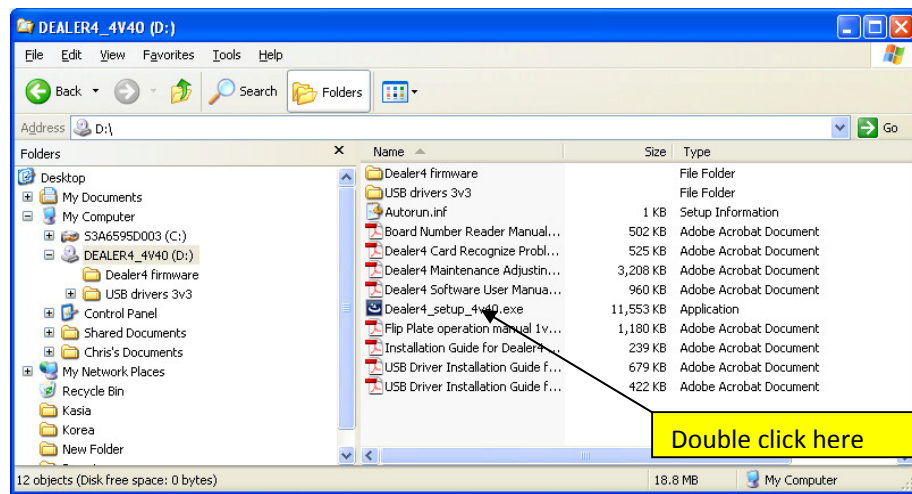 DEALER4_4V40 (D:)
File Edit View Favorites Tools Help
Back Search Folders
Address D:\ Go
Folders x Name Size Type
Desktop
My Documents
My Computer
S3A6595D003 (C:)
DEALER4_4V40 (D:)
Dealer4 firmware
USB drivers 3v3
Control Panel
Shared Documents
Chris's Documents
My Network Places
Recycle Bin
Kasia
Korea
New Folder
Dealer4 firmware File Folder
USB drivers 3v3 File Folder
Autorun.inf 1 KB Setup Information
Board Number Reader Manual... 502 KB Adobe Acrobat Document
Dealer4 Card Recognize Probl... 525 KB Adobe Acrobat Document
Dealer4 Maintenance Adjustin... 3,208 KB Adobe Acrobat Document
Dealer4 Software User Manua... 960 KB Adobe Acrobat Document
Dealer4_setup_4v40.exe 11,553 KB Application
Flip Plate operation manual 1v... 1,180 KB Adobe Acrobat Document
Installation Guide for Dealer4 ... 239 KB Adobe Acrobat Document
USB Driver Installation Guide f... 679 KB Adobe Acrobat Document
USB Driver Installation Guide f... 422 KB Adobe Acrobat Document
Double click here
12 objects (Disk free space: 0 bytes) 18.8 MB My Computer